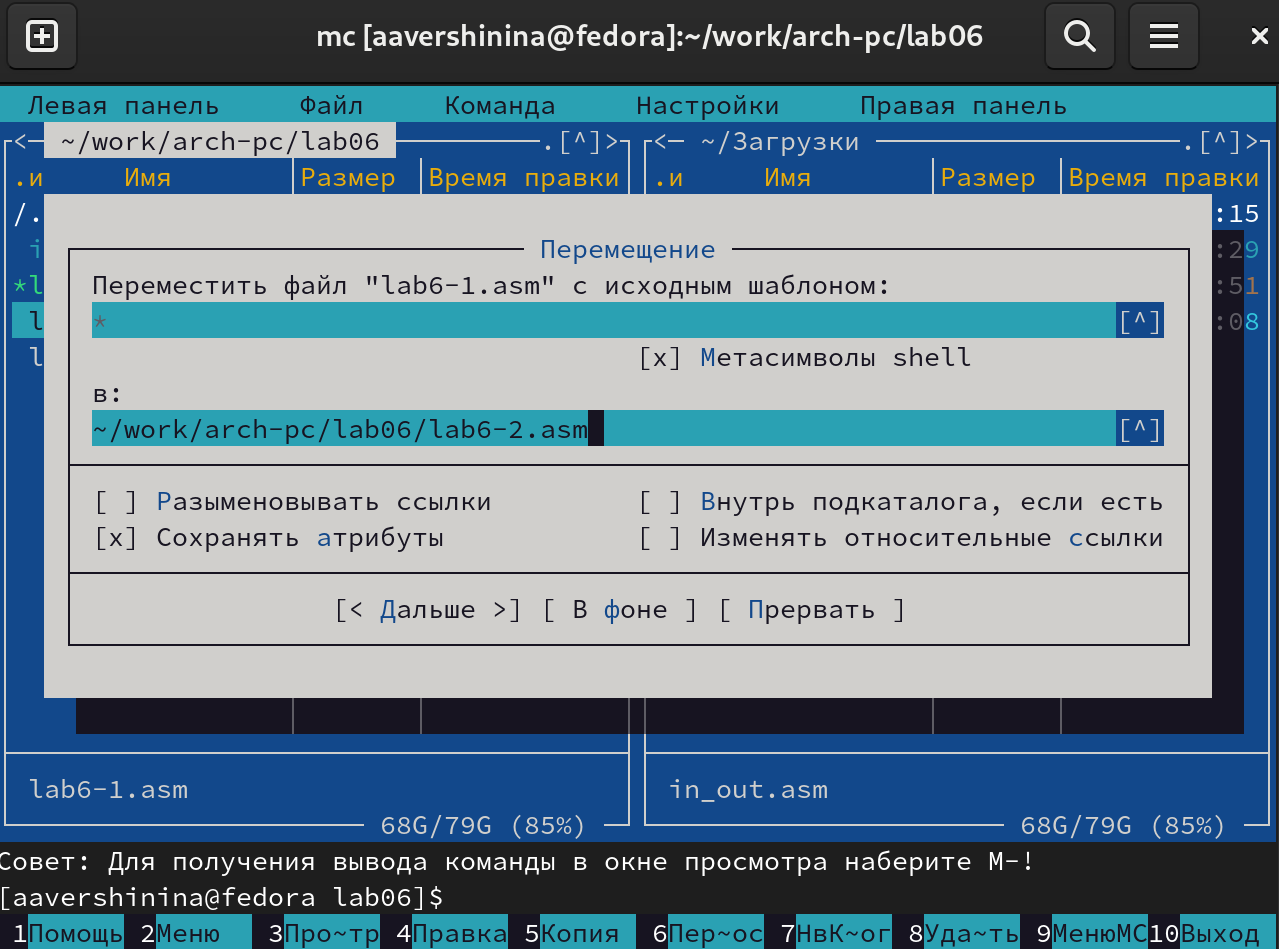 mc [aavershinina@fedora]:~/work/arch-pc/lab06
Левая панель Файл Команда Настройки Правая панель
<─ ~/work/arch-pc/lab06 .[^]> <─ ~/Загрузки .[^]>
.и Имя Размер Время правки .и Имя Размер Время правки
/. :15
i :29
*l :51
l :08
l
Перемещение
Переместить файл "lab6-1.asm" с исходным шаблоном:
* [^]
[x] Метасимволы shell
в:
~/work/arch-pc/lab06/lab6-2.asm [^]
[ ] Разыменовывать ссылки [ ] Внутрь подкаталога, если есть
[x] Сохранять атрибуты [ ] Изменять относительные ссылки
[< Дальше >] [ В фоне ] [ Прервать ]
lab6-1.asm in_out.asm
68G/79G (85%) 68G/79G (85%)
Совет: Для получения вывода команды в окне просмотра наберите M-!
[aavershinina@fedora lab06]$
1Помощь 2Меню 3Про~тр 4Правка 5Копия 6Пер~ос 7НвК~ог 8Уда~ть 9МенюMC 10Выход